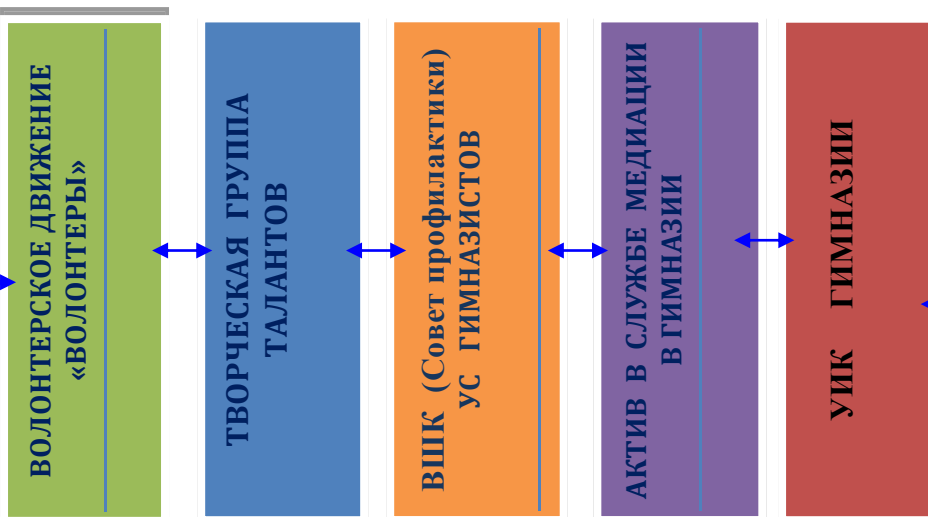 ВОЛОНТЕРСКОЕ ДВИЖЕНИЕ
«ВОЛОНТЕРЫ»
ТВОРЧЕСКАЯ ГРУППА
ТАЛАНТОВ
ВШК (Совет профилактики)
УС ГИМНАЗИСТОВ
АКТИВ В СЛУЖБЕ МЕДИАЦИИ
В ГИМНАЗИИ
УИК ГИМНАЗИИ